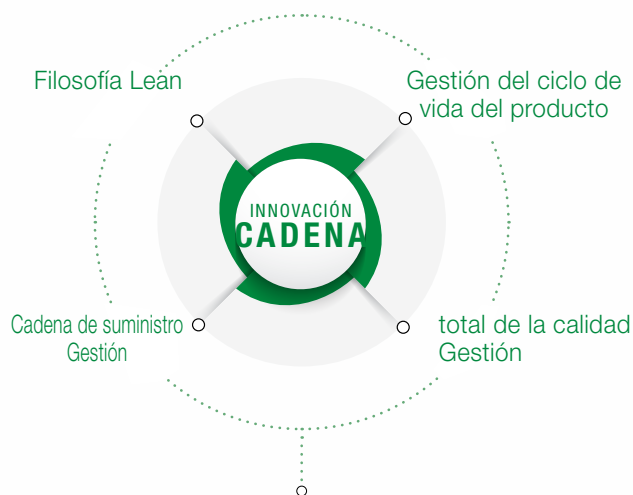 Filosofía Lean
Gestión del ciclo de
vida del producto
INNOVACIÓN
CADENA
Cadena de suministro
Gestión
total de la calidad
Gestión